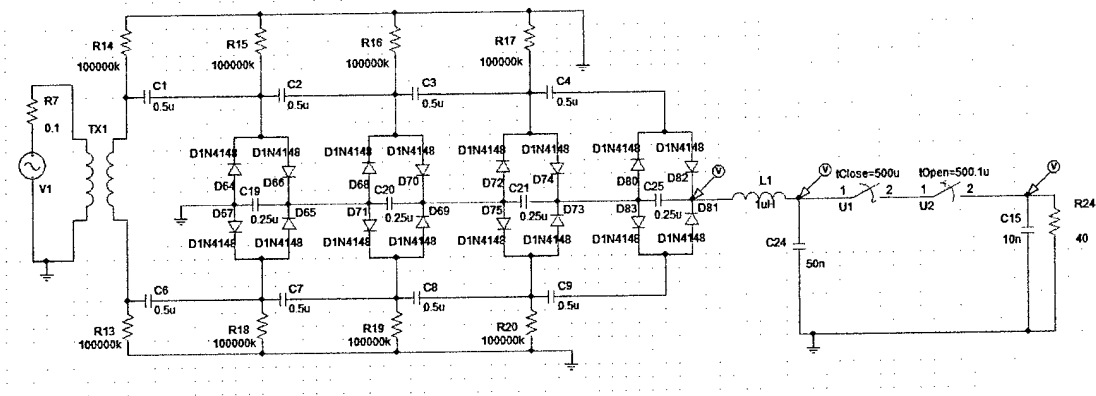 R14 100000k
R15 100000k
R16 100000k
R17 100000k
C1 0.5u
C2 0.5u
C3 0.5u
C4 0.5u
R7 0.1
TX1
V1
D1N4148 D1N4148 D1N4148 D1N4148 D1N4148 D1N4148 D1N4148 D1N4148
D64 D66 D68 D70 D72 D74 D80 D82
C19 0.25u
C20 0.25u
C21 0.25u
C25 0.25u
D67 D65 D71 D69 D75 D73 D83 D81
D1N4148 D1N4148 D1N4148 D1N4148 D1N4148 D1N4148 D1N4148 D1N4148
V
L1
1uH
V
tClose=500u
1 2
U1
tOpen=500.1u
1 2
U2
V
C24
50n
C15
10n
R24
40
C6 0.5u
C7 0.5u
C8 0.5u
C9 0.5u
R13 100000k
R18 100000k
R19 100000k
R20 100000k